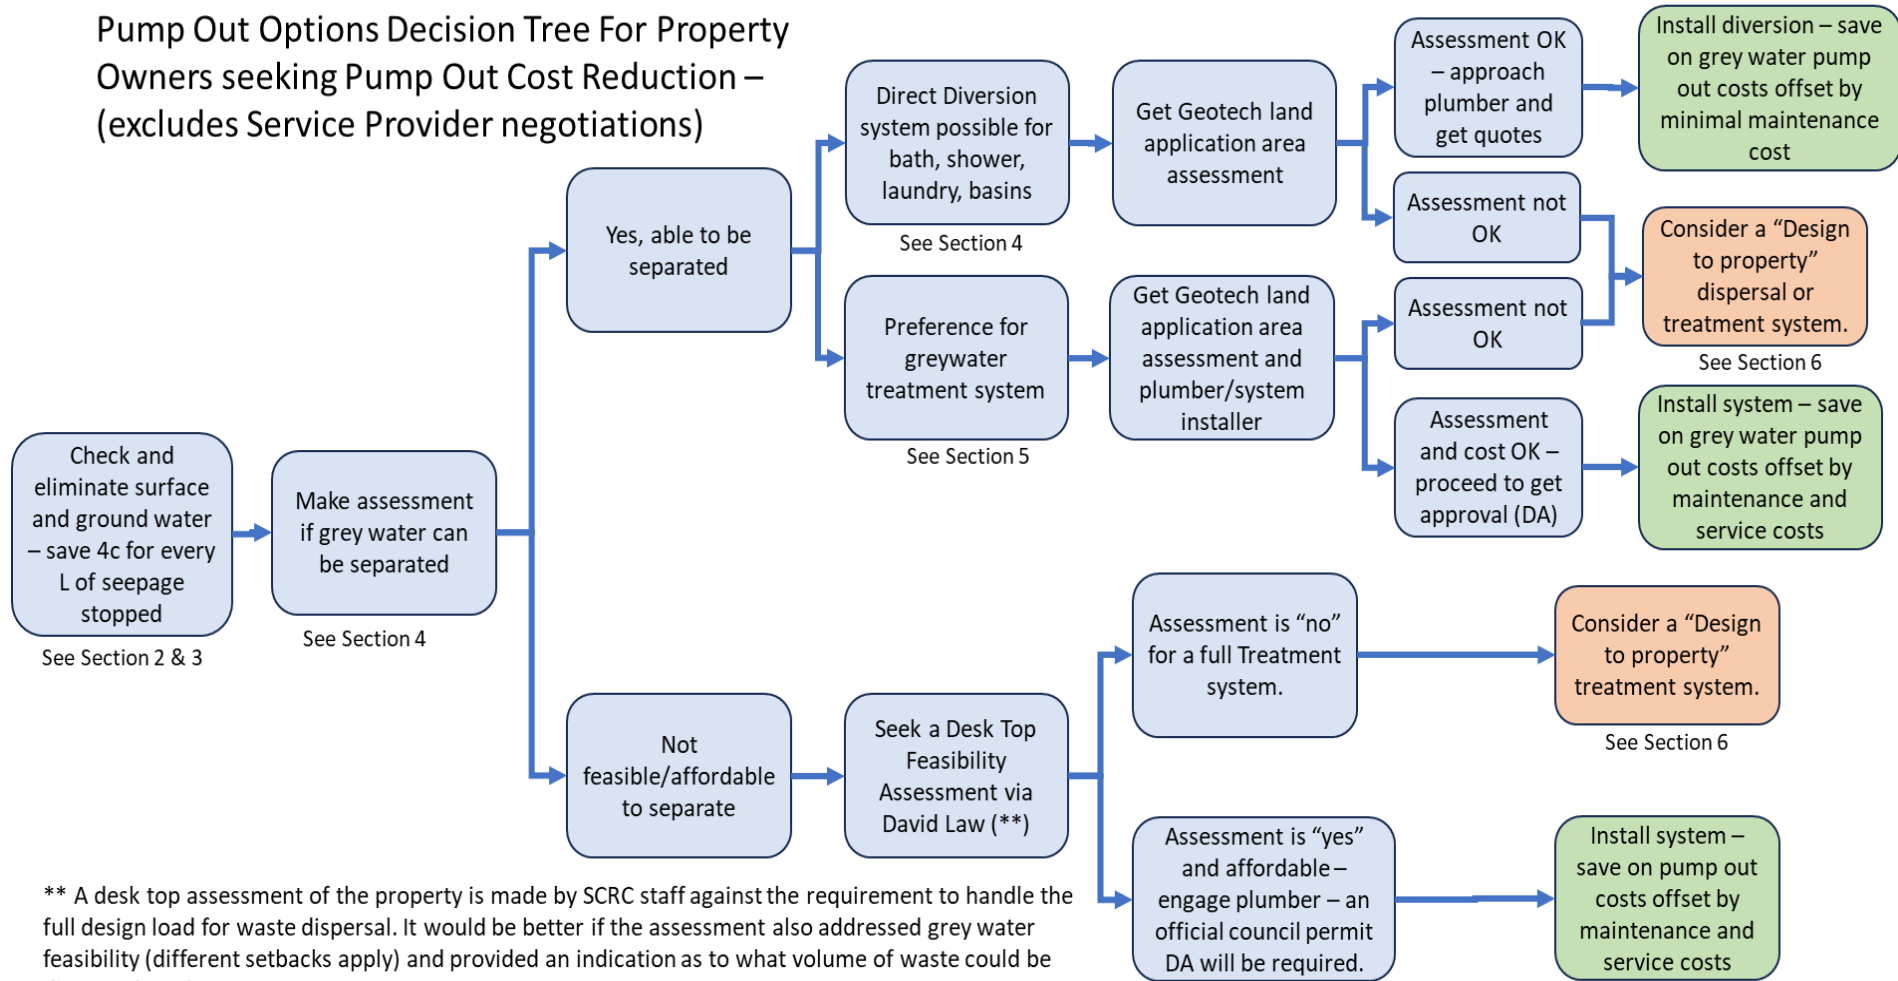 Pump Out Options Decision Tree For Property
Owners seeking Pump Out Cost Reduction –
(excludes Service Provider negotiations)
Check and
eliminate surface
and ground water
– save 4c for every
L of seepage
stopped
See Section 2 & 3
Make assessment
if grey water can
be separated
See Section 4
Yes, able to be
separated
Direct Diversion
system possible for
bath, shower,
laundry, basins
See Section 4
Get Geotech land
application area
assessment
Assessment OK
– approach
plumber and
get quotes
Install diversion – save
on grey water pump
out costs offset by
minimal maintenance
cost
Assessment not
OK
Consider a “Design
to property”
dispersal or
treatment system.
See Section 6
Preference for
greywater
treatment system
See Section 5
Get Geotech land
application area
assessment and
plumber/system
installer
Assessment not
OK
Assessment
and cost OK –
proceed to get
approval (DA)
Install system – save
on grey water pump
out costs offset by
maintenance and
service costs
Not
feasible/affordable
to separate
Seek a Desk Top
Feasibility
Assessment via
David Law (**)
Assessment is “no”
for a full Treatment
system.
Consider a “Design
to property”
treatment system.
See Section 6
Assessment is “yes”
and affordable –
engage plumber – an
official council permit
DA will be required.
Install system –
save on pump out
costs offset by
maintenance and
service costs
** A desk top assessment of the property is made by SCRC staff against the requirement to handle the
full design load for waste dispersal. It would be better if the assessment also addressed grey water
feasibility (different setbacks apply) and provided an indication as to what volume of waste could be